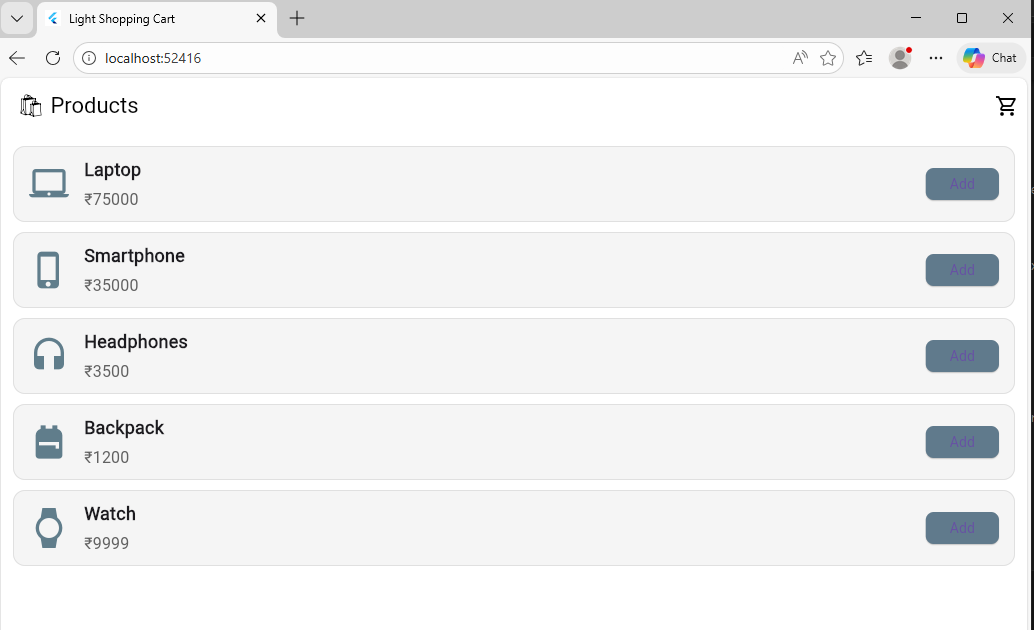 Light Shopping Cart
localhost:52416
Chat
Products
Laptop
₹75000
Add
Smartphone
₹35000
Add
Headphones
₹3500
Add
Backpack
₹1200
Add
Watch
₹9999
Add